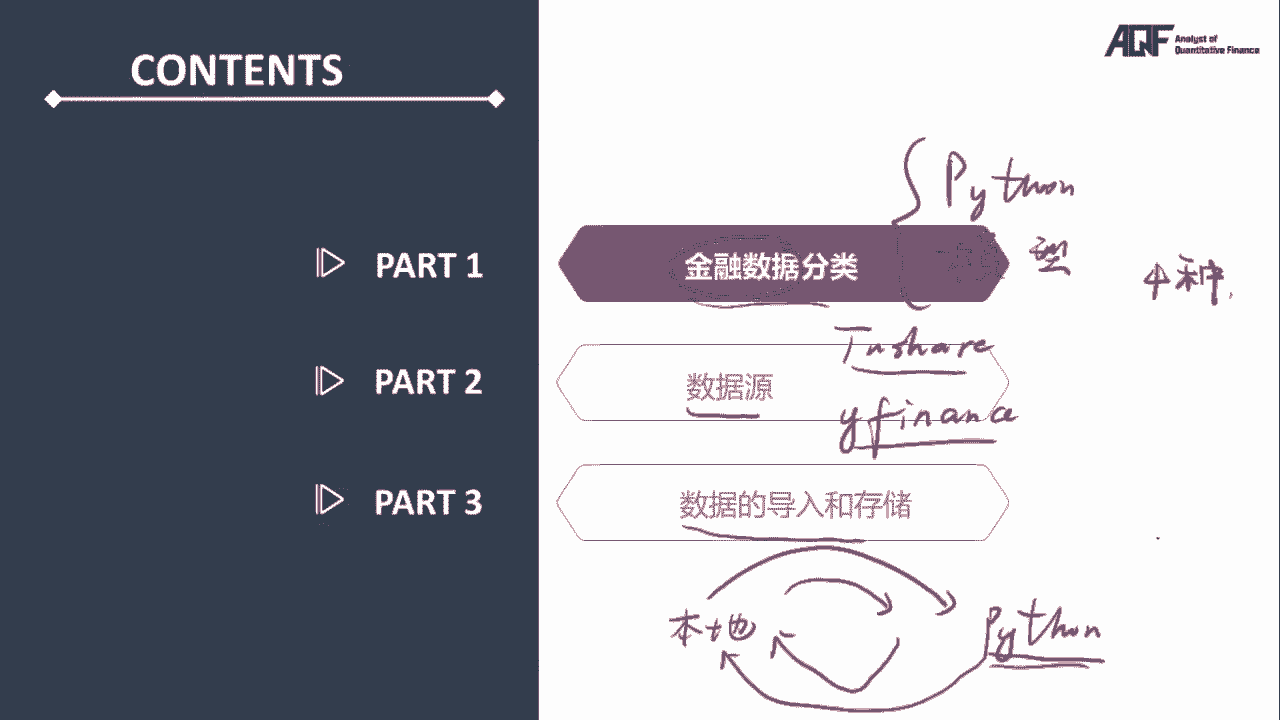 CONTENTS
AQF Analyst of
Quantitative Finance
Python
PART 1
金融数据分类
型
4种.
Tushare
PART 2
数据源
yfinance
PART 3
数据的导入和存储
本地
Python